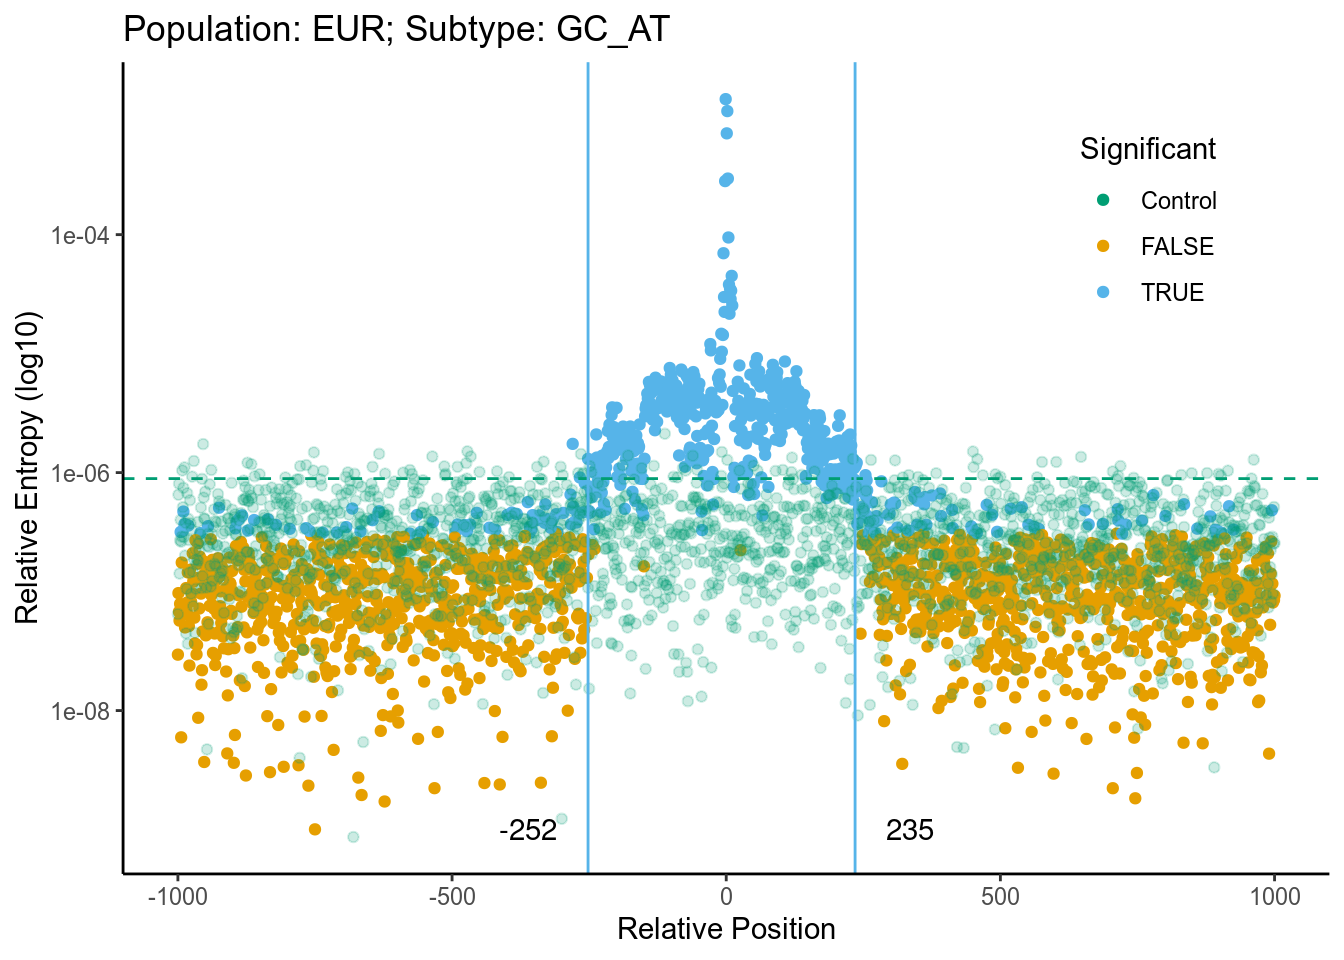 Population: EUR; Subtype: GC_AT
Relative Entropy (log10)
1e-04
1e-06
1e-08
Significant
Control
FALSE
TRUE
-252
235
-1000
-500
0
500
1000
Relative Position